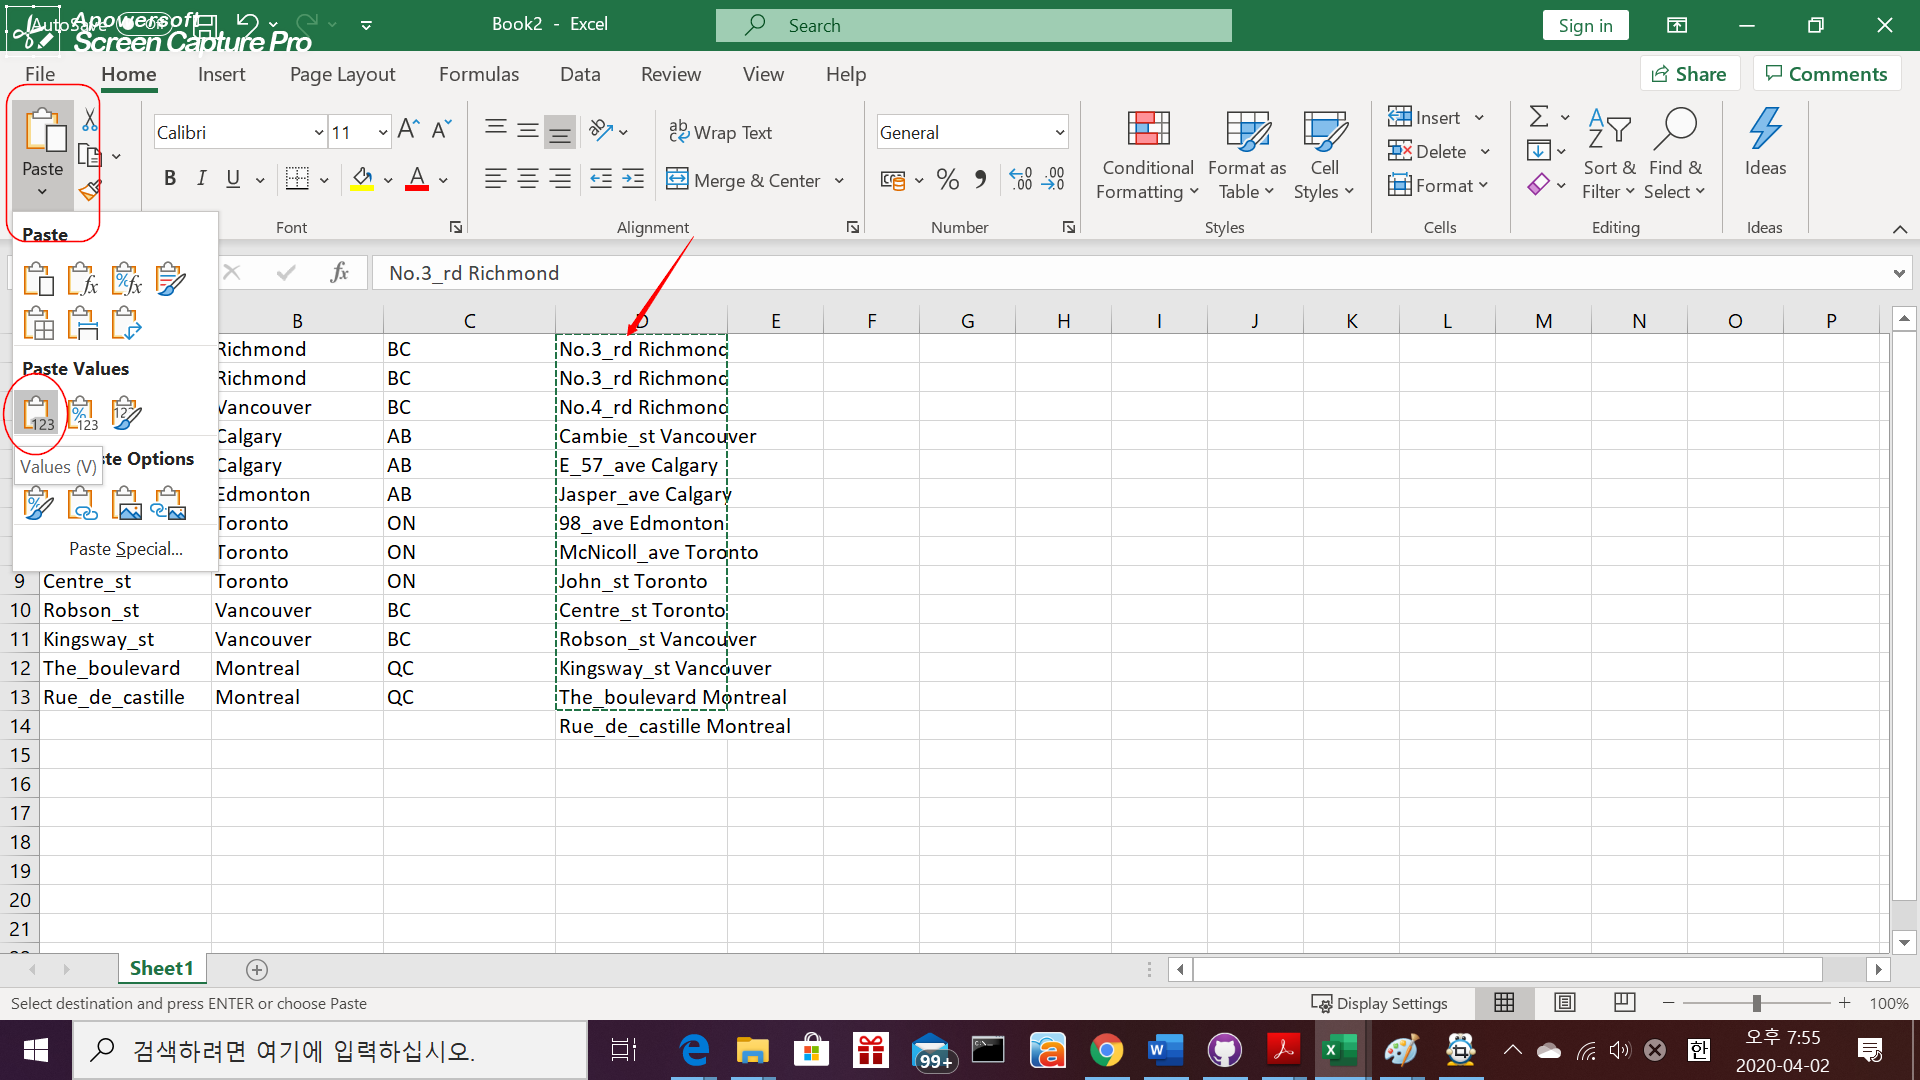 AutoSave Off
Apowersoft
Screen Capture Pro
Book2 - Excel
Search
Sign in
File Home Insert Page Layout Formulas Data Review View Help
Share Comments
Paste
Calibri 11
Wrap Text
General
B I U
Merge & Center
Conditional Formatting
Format as Table
Cell Styles
Insert
Delete
Format
Sort & Filter
Find & Select
Ideas
Font Alignment Number Styles Cells Editing Ideas
Paste
fx No.3_rd Richmond
B C D E F G H I J K L M N O P
Richmond BC No.3_rd Richmond
Paste Values
Richmond BC No.3_rd Richmond
Vancouver BC No.4_rd Richmond
Calgary AB Cambie_st Vancouver
Values (V)
ste Options
Calgary AB E_57_ave Calgary
Edmonton AB Jasper_ave Calgary
Toronto ON 98_ave Edmonton
Paste Special...
Toronto ON McNicoll_ave Toronto
9 Centre_st Toronto ON John_st Toronto
10 Robson_st Vancouver BC Centre_st Toronto
11 Kingsway_st Vancouver BC Robson_st Vancouver
12 The_boulevard Montreal QC Kingsway_st Vancouver
13 Rue_de_castille Montreal QC The_boulevard Montreal
14 Rue_de_castille Montreal
15
16
17
18
19
20
21
Sheet1
Select destination and press ENTER or choose Paste
Display Settings
100%
검색하려면 여기에 입력하십시오.
99+
한
오후 7:55
2020-04-02